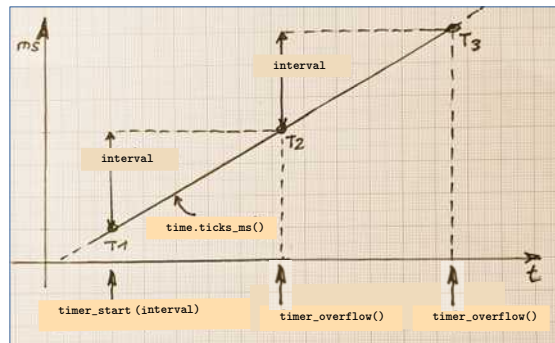 ms
T3
interval
T2
interval
time.ticks_ms()
T1
t
timer_start(interval)
timer_overflow()
timer_overflow()